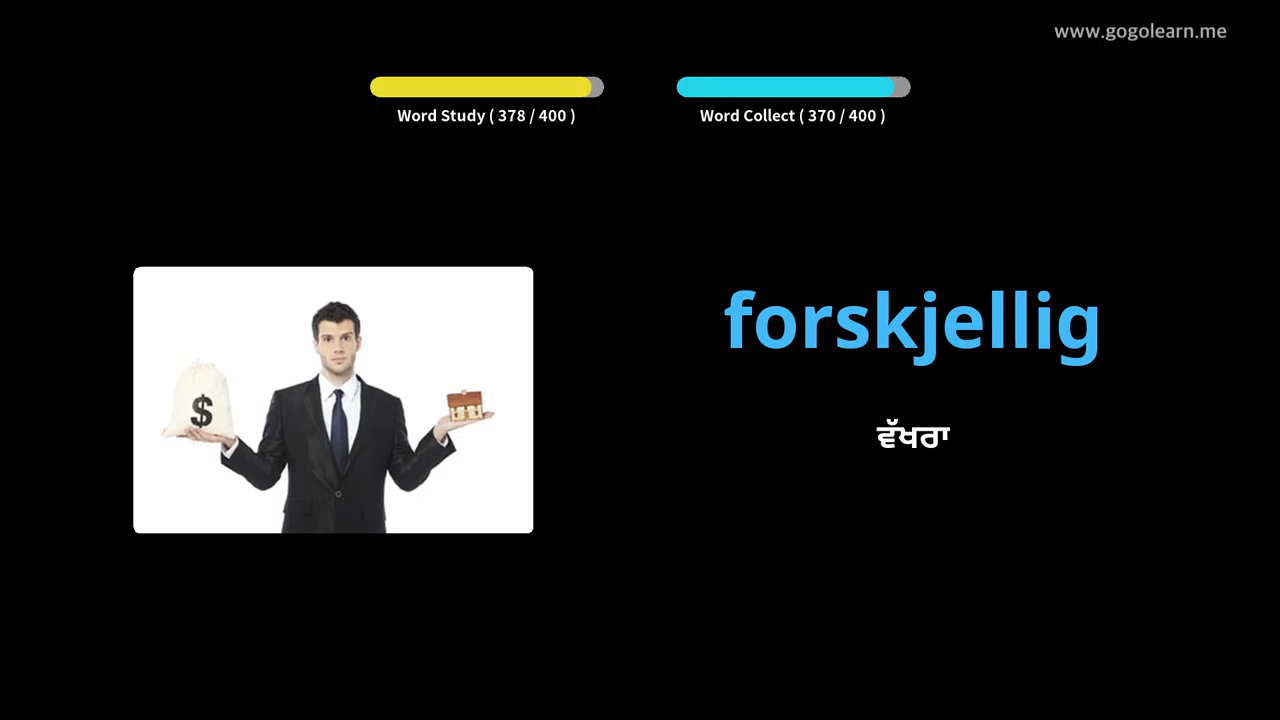 www.gogolearn.me
Word Study ( 378 / 400 )
Word Collect ( 370 / 400 )
$
forskjellig
ਵੱਖਰਾ